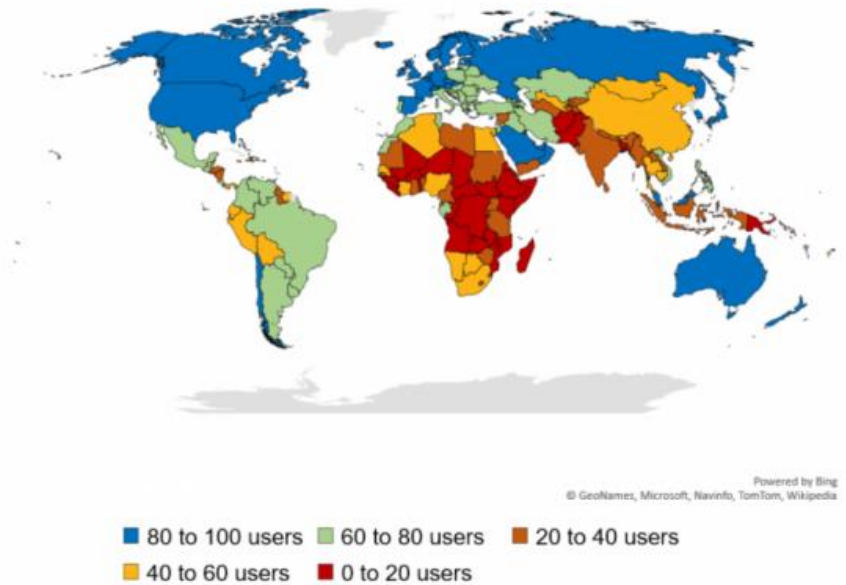 Powered by Bing
© GeoNames, Microsoft, Navinfo, TomTom, Wikipedia
80 to 100 users 60 to 80 users 20 to 40 users
40 to 60 users 0 to 20 users